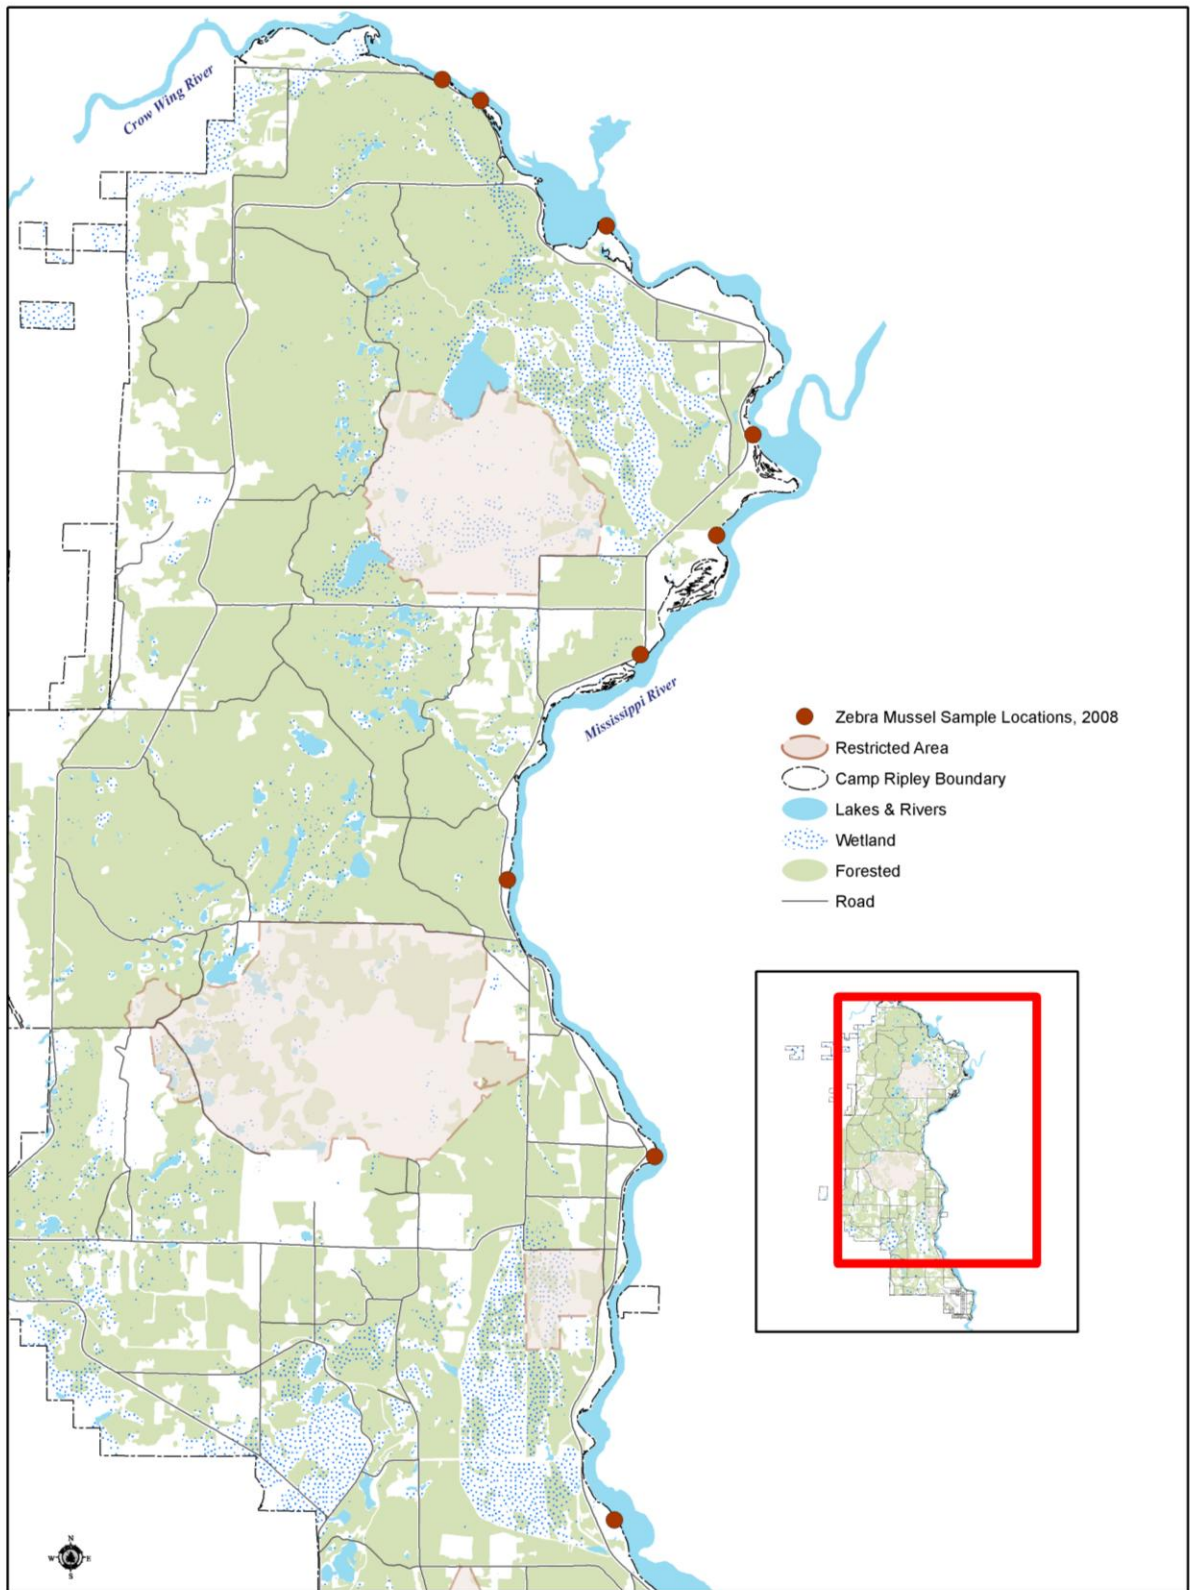 Crow Wing River
Mississippi River
Zebra Mussel Sample Locations, 2008
Restricted Area
Camp Ripley Boundary
Lakes & Rivers
Wetland
Forested
Road
N
W E
S